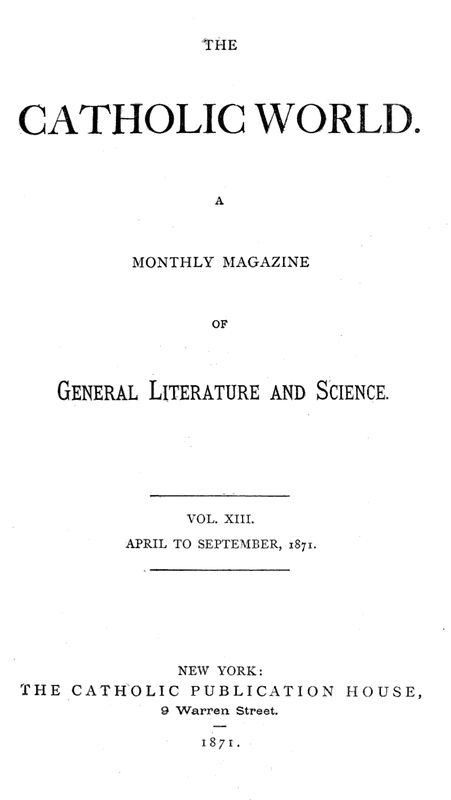 THE
CATHOLIC WORLD.
A
MONTHLY MAGAZINE
OF
GENERAL LITERATURE AND SCIENCE.
VOL. XIII.
APRIL TO SEPTEMBER, 1871.
NEW YORK:
THE CATHOLIC PUBLICATION HOUSE,
9 Warren Street.
1871.